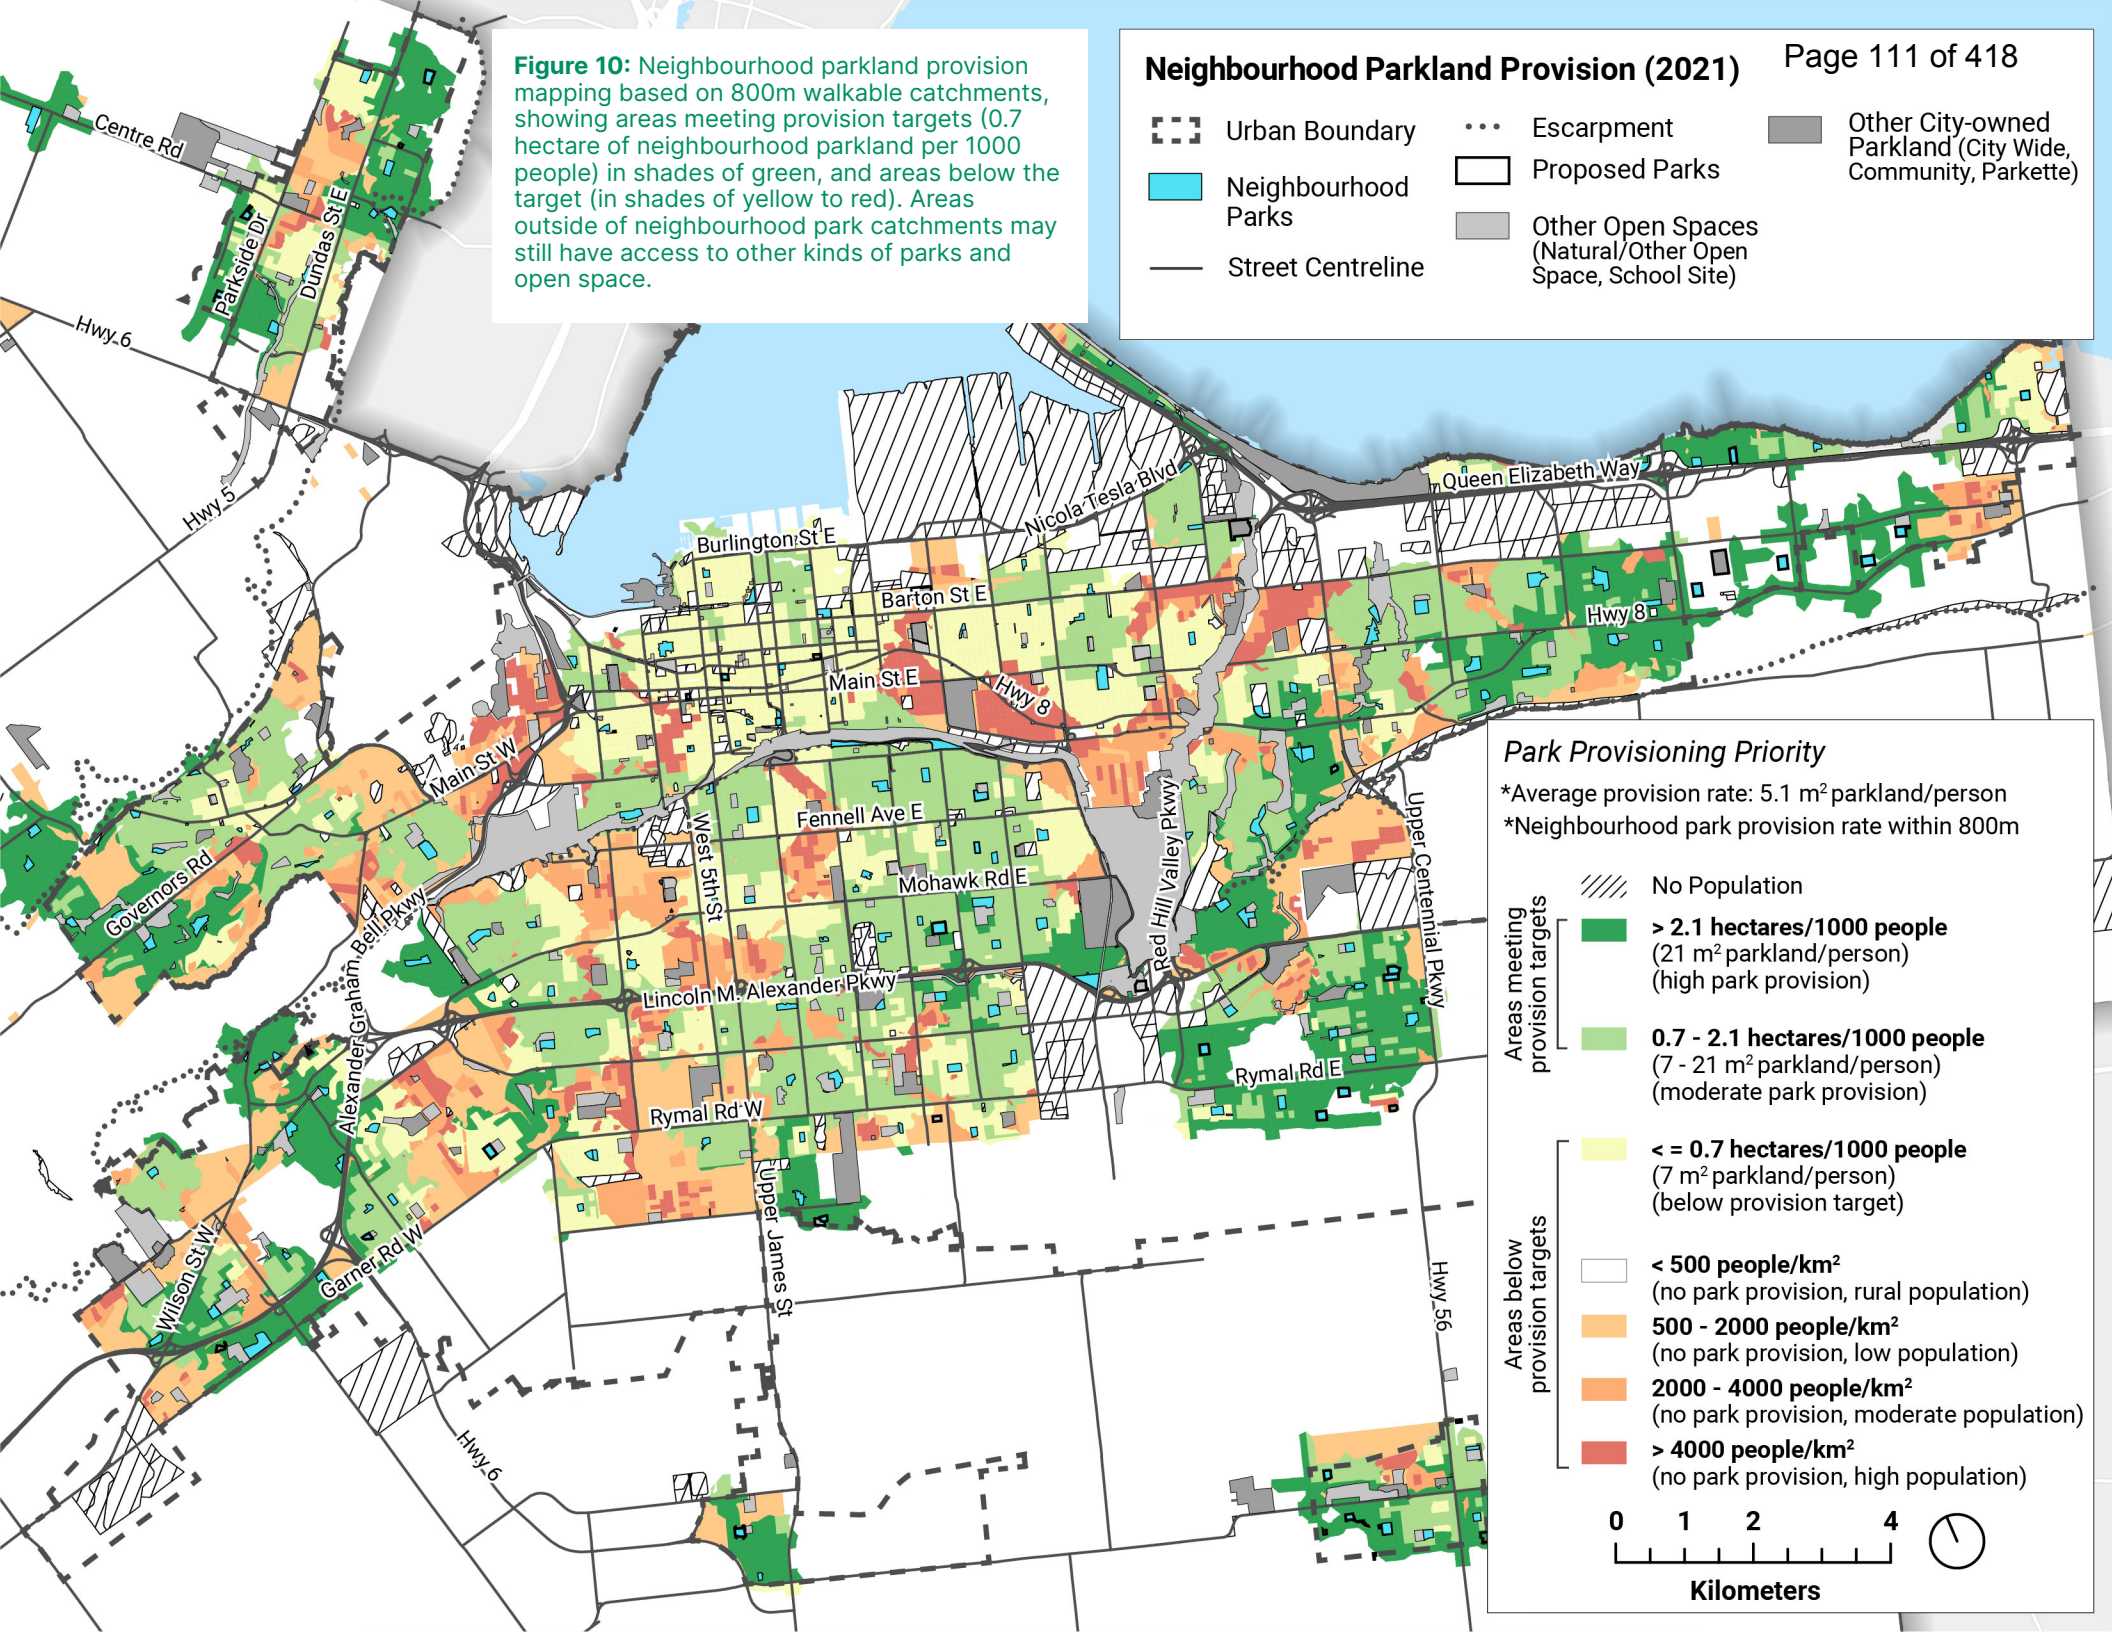 Figure 10: Neighbourhood parkland provision
mapping based on 800m walkable catchments,
showing areas meeting provision targets (0.7
hectare of neighbourhood parkland per 1000
people) in shades of green, and areas below the
target (in shades of yellow to red). Areas
outside of neighbourhood park catchments may
still have access to other kinds of parks and
open space.
Neighbourhood Parkland Provision (2021)
Page 111 of 418
Urban Boundary
Neighbourhood
Parks
Street Centreline
Escarpment
Proposed Parks
Other Open Spaces
(Natural/Other Open
Space, School Site)
Other City-owned
Parkland (City Wide,
Community, Parkette)
Centre Rd
Parkside Dr
Dundas St E
Hwy 6
Hwy 5
Burlington St E
Nicola Tesla Blvd
Queen Elizabeth Way
Barton St E
Hwy 8
Main St E
Hwy 8
Main St W
Fennell Ave E
West 5th St
Mohawk Rd E
Red Hill Valley Pkwy
Upper Centennial Pkwy
Governors Rd
Alexander Graham Bell Pkwy
Lincoln M. Alexander Pkwy
Rymal Rd E
Rymal Rd W
Upper James St
Wilson St W
Garner Rd W
Hwy 56
Hwy 6
Park Provisioning Priority
*Average provision rate: 5.1 m² parkland/person
*Neighbourhood park provision rate within 800m
No Population
Areas meeting
provision targets
> 2.1 hectares/1000 people
(21 m² parkland/person)
(high park provision)
0.7 - 2.1 hectares/1000 people
(7 - 21 m² parkland/person)
(moderate park provision)
Areas below
provision targets
< = 0.7 hectares/1000 people
(7 m² parkland/person)
(below provision target)
< 500 people/km²
(no park provision, rural population)
500 - 2000 people/km²
(no park provision, low population)
2000 - 4000 people/km²
(no park provision, moderate population)
> 4000 people/km²
(no park provision, high population)
0 1 2 4
Kilometers